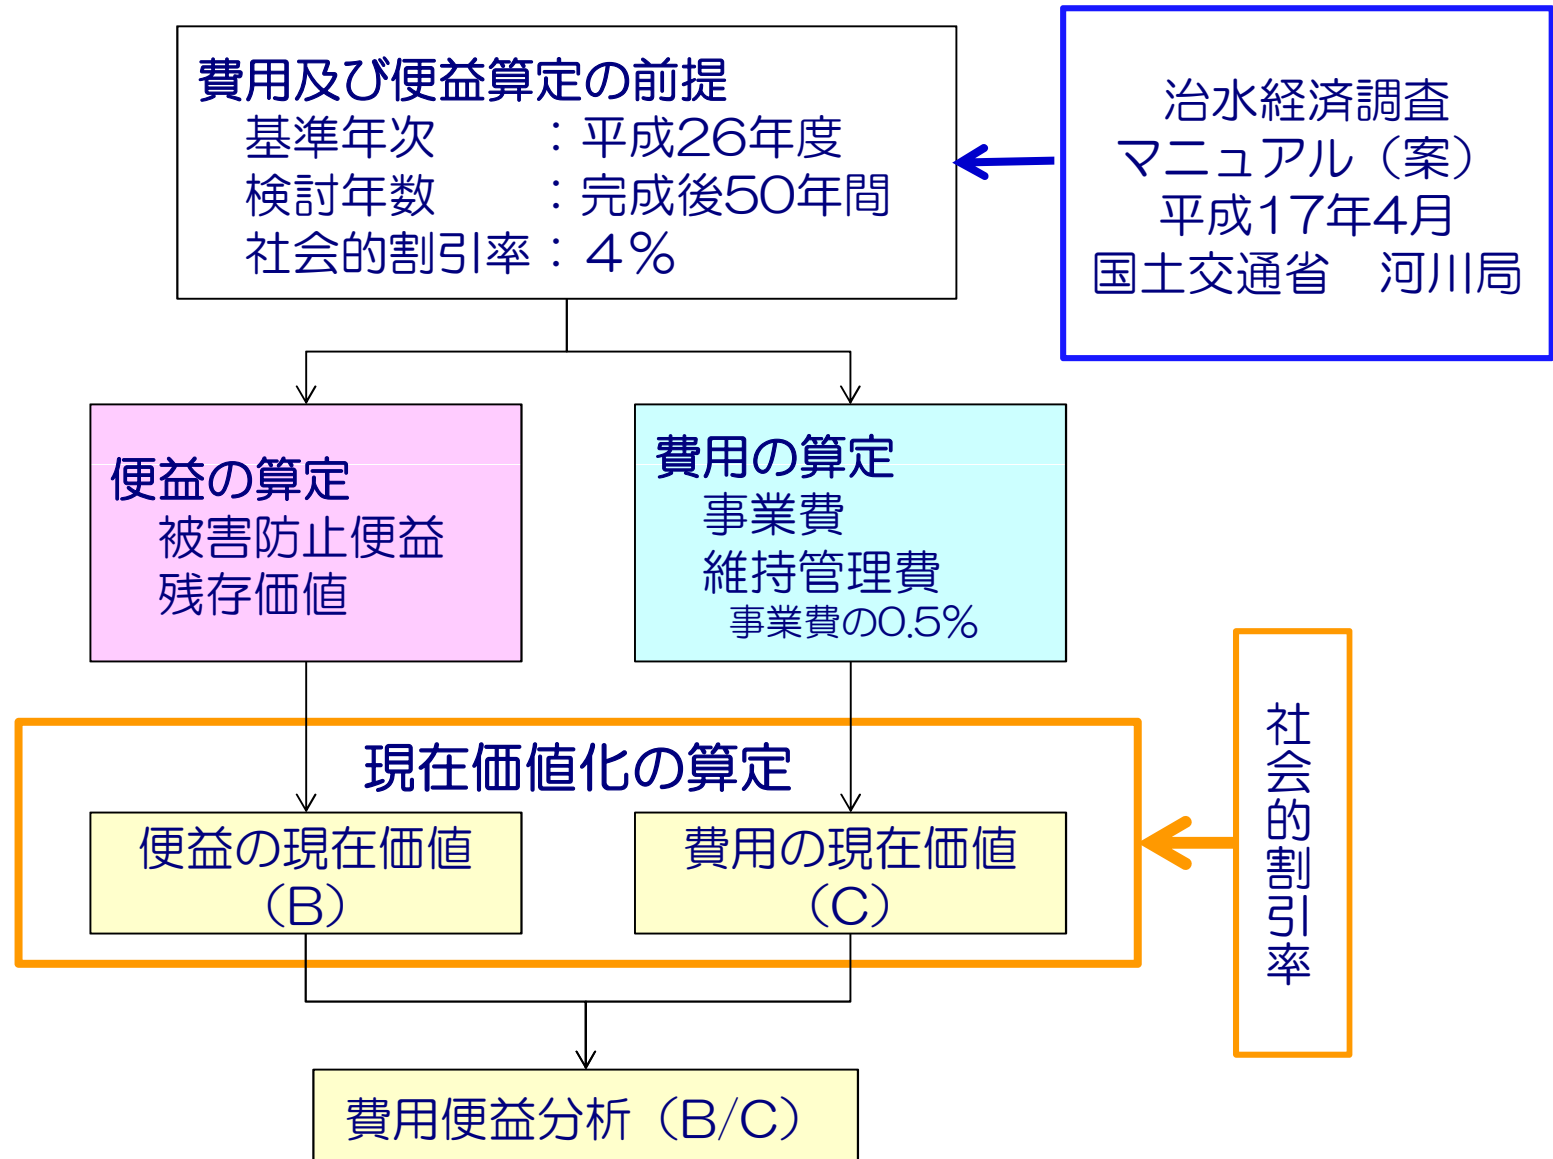 費用及び便益算定の前提
基準年次　　：平成26年度
検討年数　　：完成後50年間
社会的割引率：４％
治水経済調査
マニュアル（案）
平成17年4月
国土交通省　河川局
便益の算定
被害防止便益
残存価値
費用の算定
事業費
維持管理費
事業費の0.5%
現在価値化の算定
便益の現在価値
（B）
費用の現在価値
（C）
社会的割引率
費用便益分析（B/C）